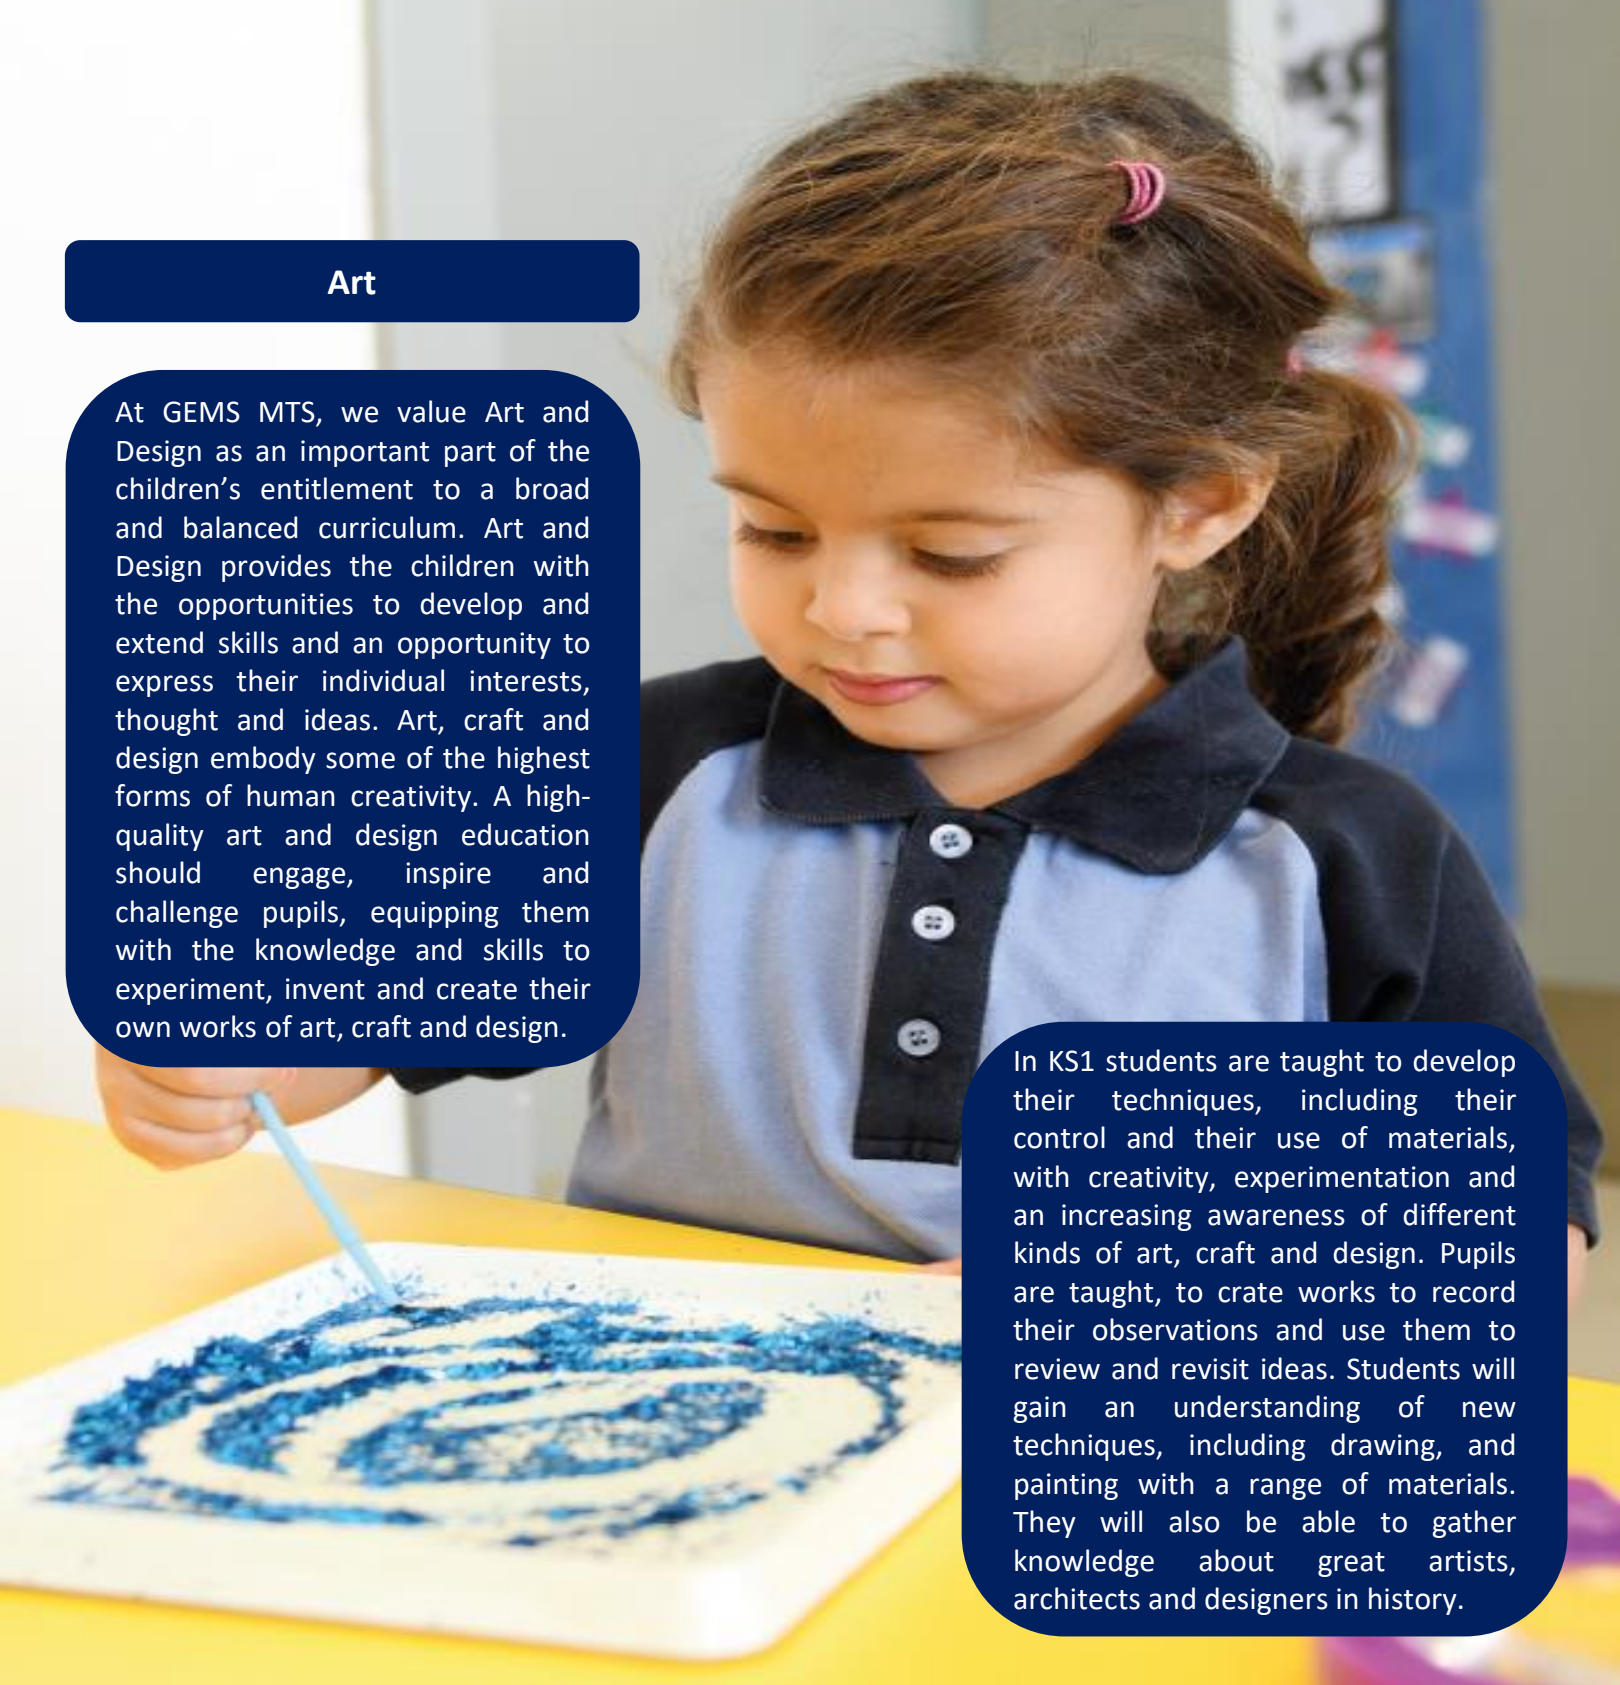 Art
At GEMS MTS, we value Art and
Design as an important part of the
children’s entitlement to a broad
and balanced curriculum. Art and
Design provides the children with
the opportunities to develop and
extend skills and an opportunity to
express their individual interests,
thought and ideas. Art, craft and
design embody some of the highest
forms of human creativity. A high-
quality art and design education
should engage, inspire and
challenge pupils, equipping them
with the knowledge and skills to
experiment, invent and create their
own works of art, craft and design.
In KS1 students are taught to develop
their techniques, including their
control and their use of materials,
with creativity, experimentation and
an increasing awareness of different
kinds of art, craft and design. Pupils
are taught, to crate works to record
their observations and use them to
review and revisit ideas. Students will
gain an understanding of new
techniques, including drawing, and
painting with a range of materials.
They will also be able to gather
knowledge about great artists,
architects and designers in history.